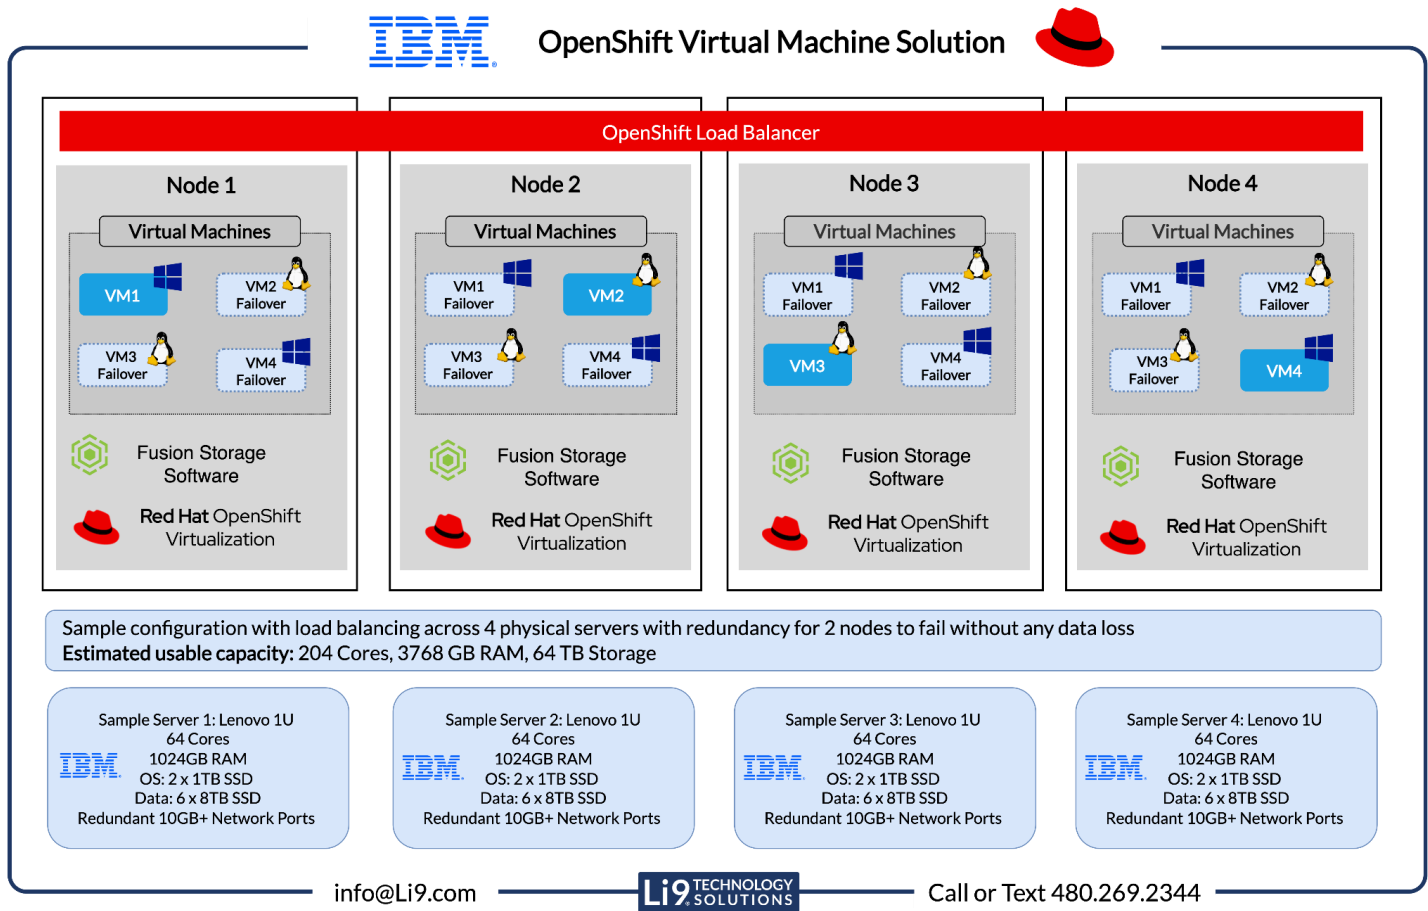 IBM
OpenShift Virtual Machine Solution
OpenShift Load Balancer
Node 1
Virtual Machines
VM1
VM2
Failover
VM3
Failover
VM4
Failover
Fusion Storage
Software
Red Hat OpenShift
Virtualization
Node 2
Virtual Machines
VM1
Failover
VM2
VM3
Failover
VM4
Failover
Fusion Storage
Software
Red Hat OpenShift
Virtualization
Node 3
Virtual Machines
VM1
Failover
VM2
Failover
VM3
VM4
Failover
Fusion Storage
Software
Red Hat OpenShift
Virtualization
Node 4
Virtual Machines
VM1
Failover
VM2
Failover
VM3
Failover
VM4
Fusion Storage
Software
Red Hat OpenShift
Virtualization
Sample configuration with load balancing across 4 physical servers with redundancy for 2 nodes to fail without any data loss
Estimated usable capacity: 204 Cores, 3768 GB RAM, 64 TB Storage
Sample Server 1: Lenovo 1U
64 Cores
IBM
1024GB RAM
OS: 2 x 1TB SSD
Data: 6 x 8TB SSD
Redundant 10GB+ Network Ports
Sample Server 2: Lenovo 1U
64 Cores
IBM
1024GB RAM
OS: 2 x 1TB SSD
Data: 6 x 8TB SSD
Redundant 10GB+ Network Ports
Sample Server 3: Lenovo 1U
64 Cores
IBM
1024GB RAM
OS: 2 x 1TB SSD
Data: 6 x 8TB SSD
Redundant 10GB+ Network Ports
Sample Server 4: Lenovo 1U
64 Cores
IBM
1024GB RAM
OS: 2 x 1TB SSD
Data: 6 x 8TB SSD
Redundant 10GB+ Network Ports
info@Li9.com
Li9 TECHNOLOGY
SOLUTIONS
Call or Text 480.269.2344